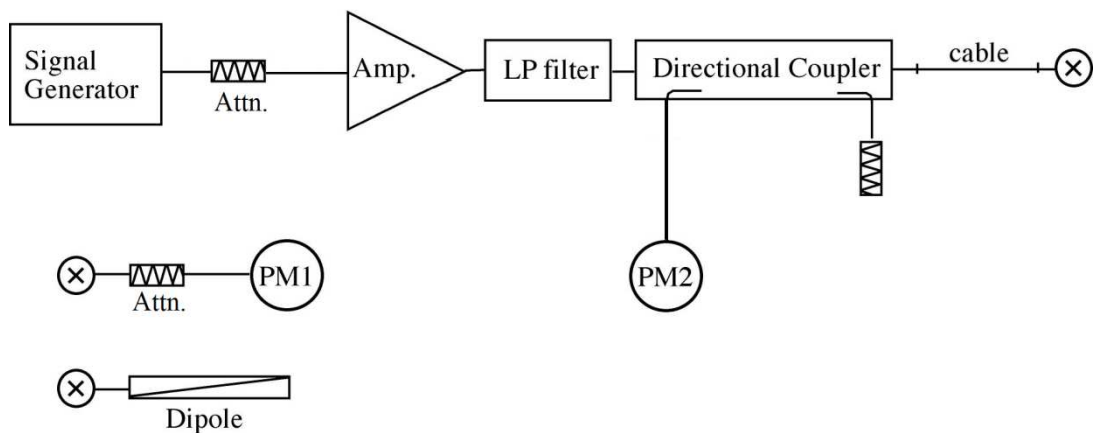 Signal
Generator
Attn.
Amp.
LP filter
Directional Coupler
cable
PM1
Attn.
PM2
Dipole